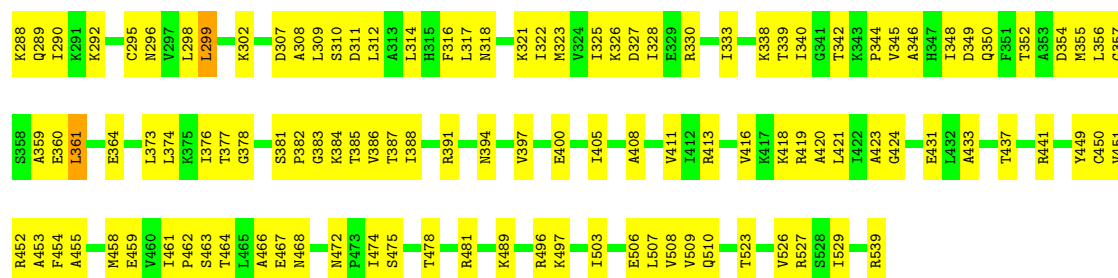 K288 Q289 I290 K291 K292 C295 N296 V297 L298 L299 K302 D307 A308 L309 S310 D311 L312 A313 L314 H315 F316 L317 N318 K321 I322 M323 V324 I325 K326 D327 I328 E329 R330 I333 K338 T339 I340 G341 T342 K343 P344 V345 A346 H347 I348 D349 Q350 F351 T352 A353 D354 M355 L356 G357
S358 A359 E360 L361 E364 L373 L374 K375 I376 T377 G378 S381 P382 G383 K384 T385 V386 T387 I388 R391 N394 V397 E400 I405 A408 V411 I412 R413 V416 K417 K418 R419 A420 L421 I422 A423 G424 E431 L432 A433 T437 R441 Y449 C450 V451
R452 A453 F454 A455 M458 E459 V460 I461 P462 S463 T464 L465 A466 E467 N468 N472 P473 I474 S475 T478 R481 K489 R496 K497 I503 E506 L507 V508 V509 Q510 T523 V526 R527 S528 I529 R539